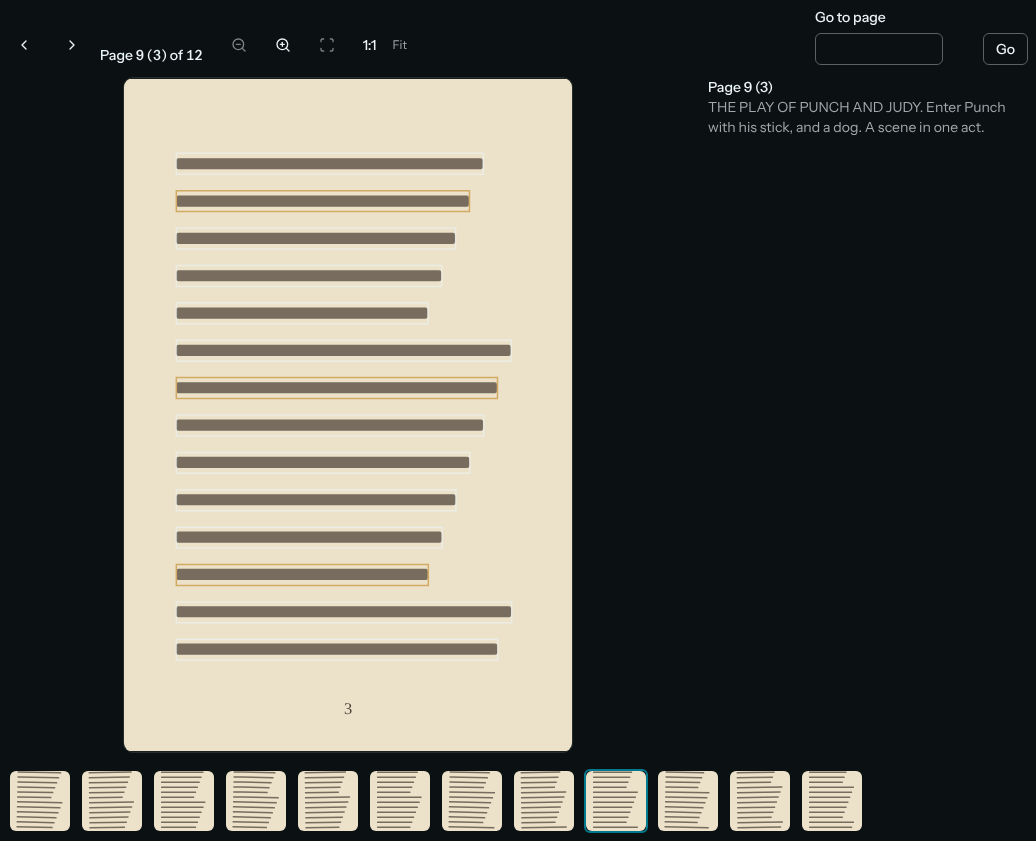 Go to page
Page 9 (3) of 12
1:1
Fit
Go
Page 9 (3)
THE PLAY OF PUNCH AND JUDY. Enter Punch
with his stick, and a dog. A scene in one act.
3